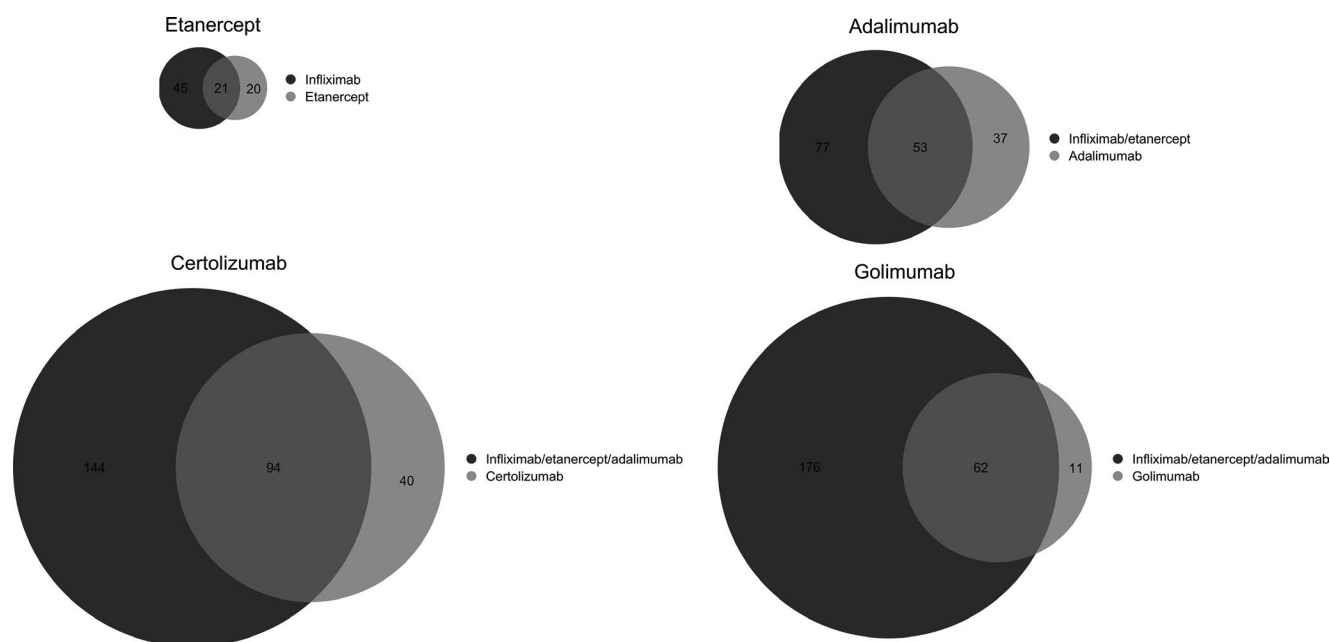 Etanercept
45 21 20
Infliximab
Etanercept
Adalimumab
77 53 37
Infliximab/etanercept
Adalimumab
Certolizumab
144 94 40
Infliximab/etanercept/adalimumab
Certolizumab
Golimumab
176 62 11
Infliximab/etanercept/adalimumab
Golimumab